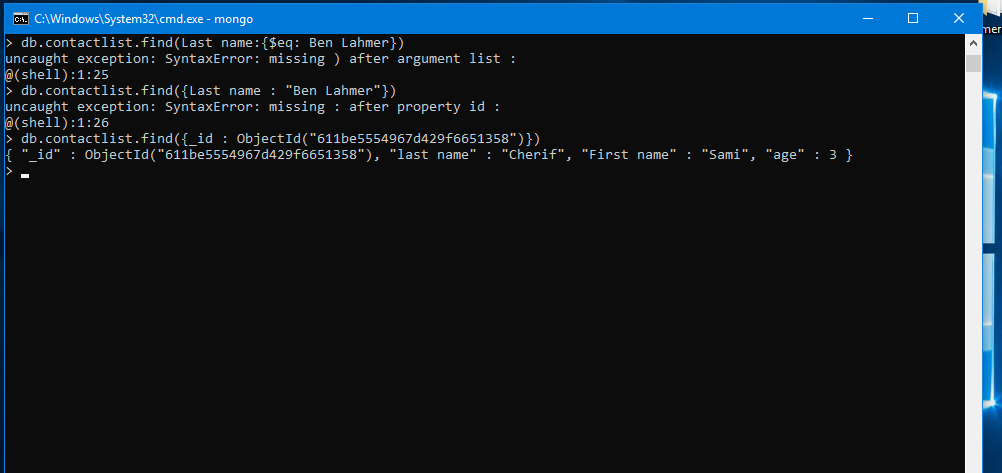 C:\Windows\System32\cmd.exe - mongo
> db.contactlist.find(Last name:{$eq: Ben Lahmer})
uncaught exception: SyntaxError: missing ) after argument list :
@(shell):1:25
> db.contactlist.find({Last name : "Ben Lahmer"})
uncaught exception: SyntaxError: missing : after property id :
@(shell):1:26
> db.contactlist.find({_id : ObjectId("611be5554967d429f6651358")})
{ "_id" : ObjectId("611be5554967d429f6651358"), "last name" : "Cherif", "First name" : "Sami", "age" : 3 }
>
mer